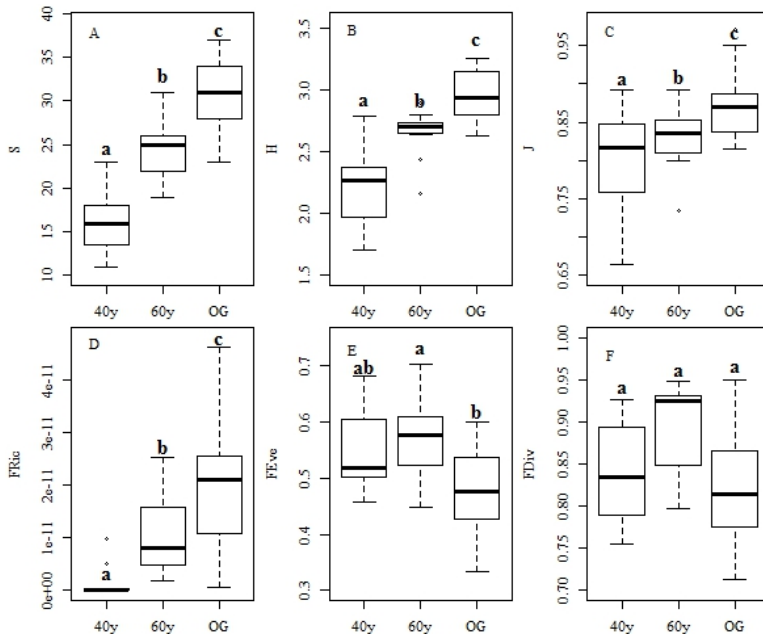 A
a
b
c
S
10
15
20
25
30
35
40
40y
60y
OG
B
a
b
c
H
1.5
2.0
2.5
3.0
3.5
40y
60y
OG
C
a
b
c
J
0.65
0.75
0.85
0.95
40y
60y
OG
D
a
b
c
FRic
0e+00
1e-11
2e-11
3e-11
4e-11
40y
60y
OG
E
ab
a
b
FEve
0.3
0.4
0.5
0.6
0.7
40y
60y
OG
F
a
a
a
FDiv
0.70
0.75
0.80
0.85
0.90
0.95
1.00
40y
60y
OG